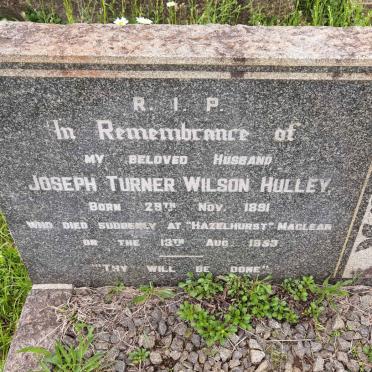 R. I. P.
In Remembrance of
MY BELOVED HUSBAND
JOSEPH TURNER WILSON HULLEY.
BORN 29TH NOV. 1891
WHO DIED SUDDENLY AT "HAZELHURST" MACLEAR
ON THE 13TH AUG. 1953
"THY WILL BE DONE"